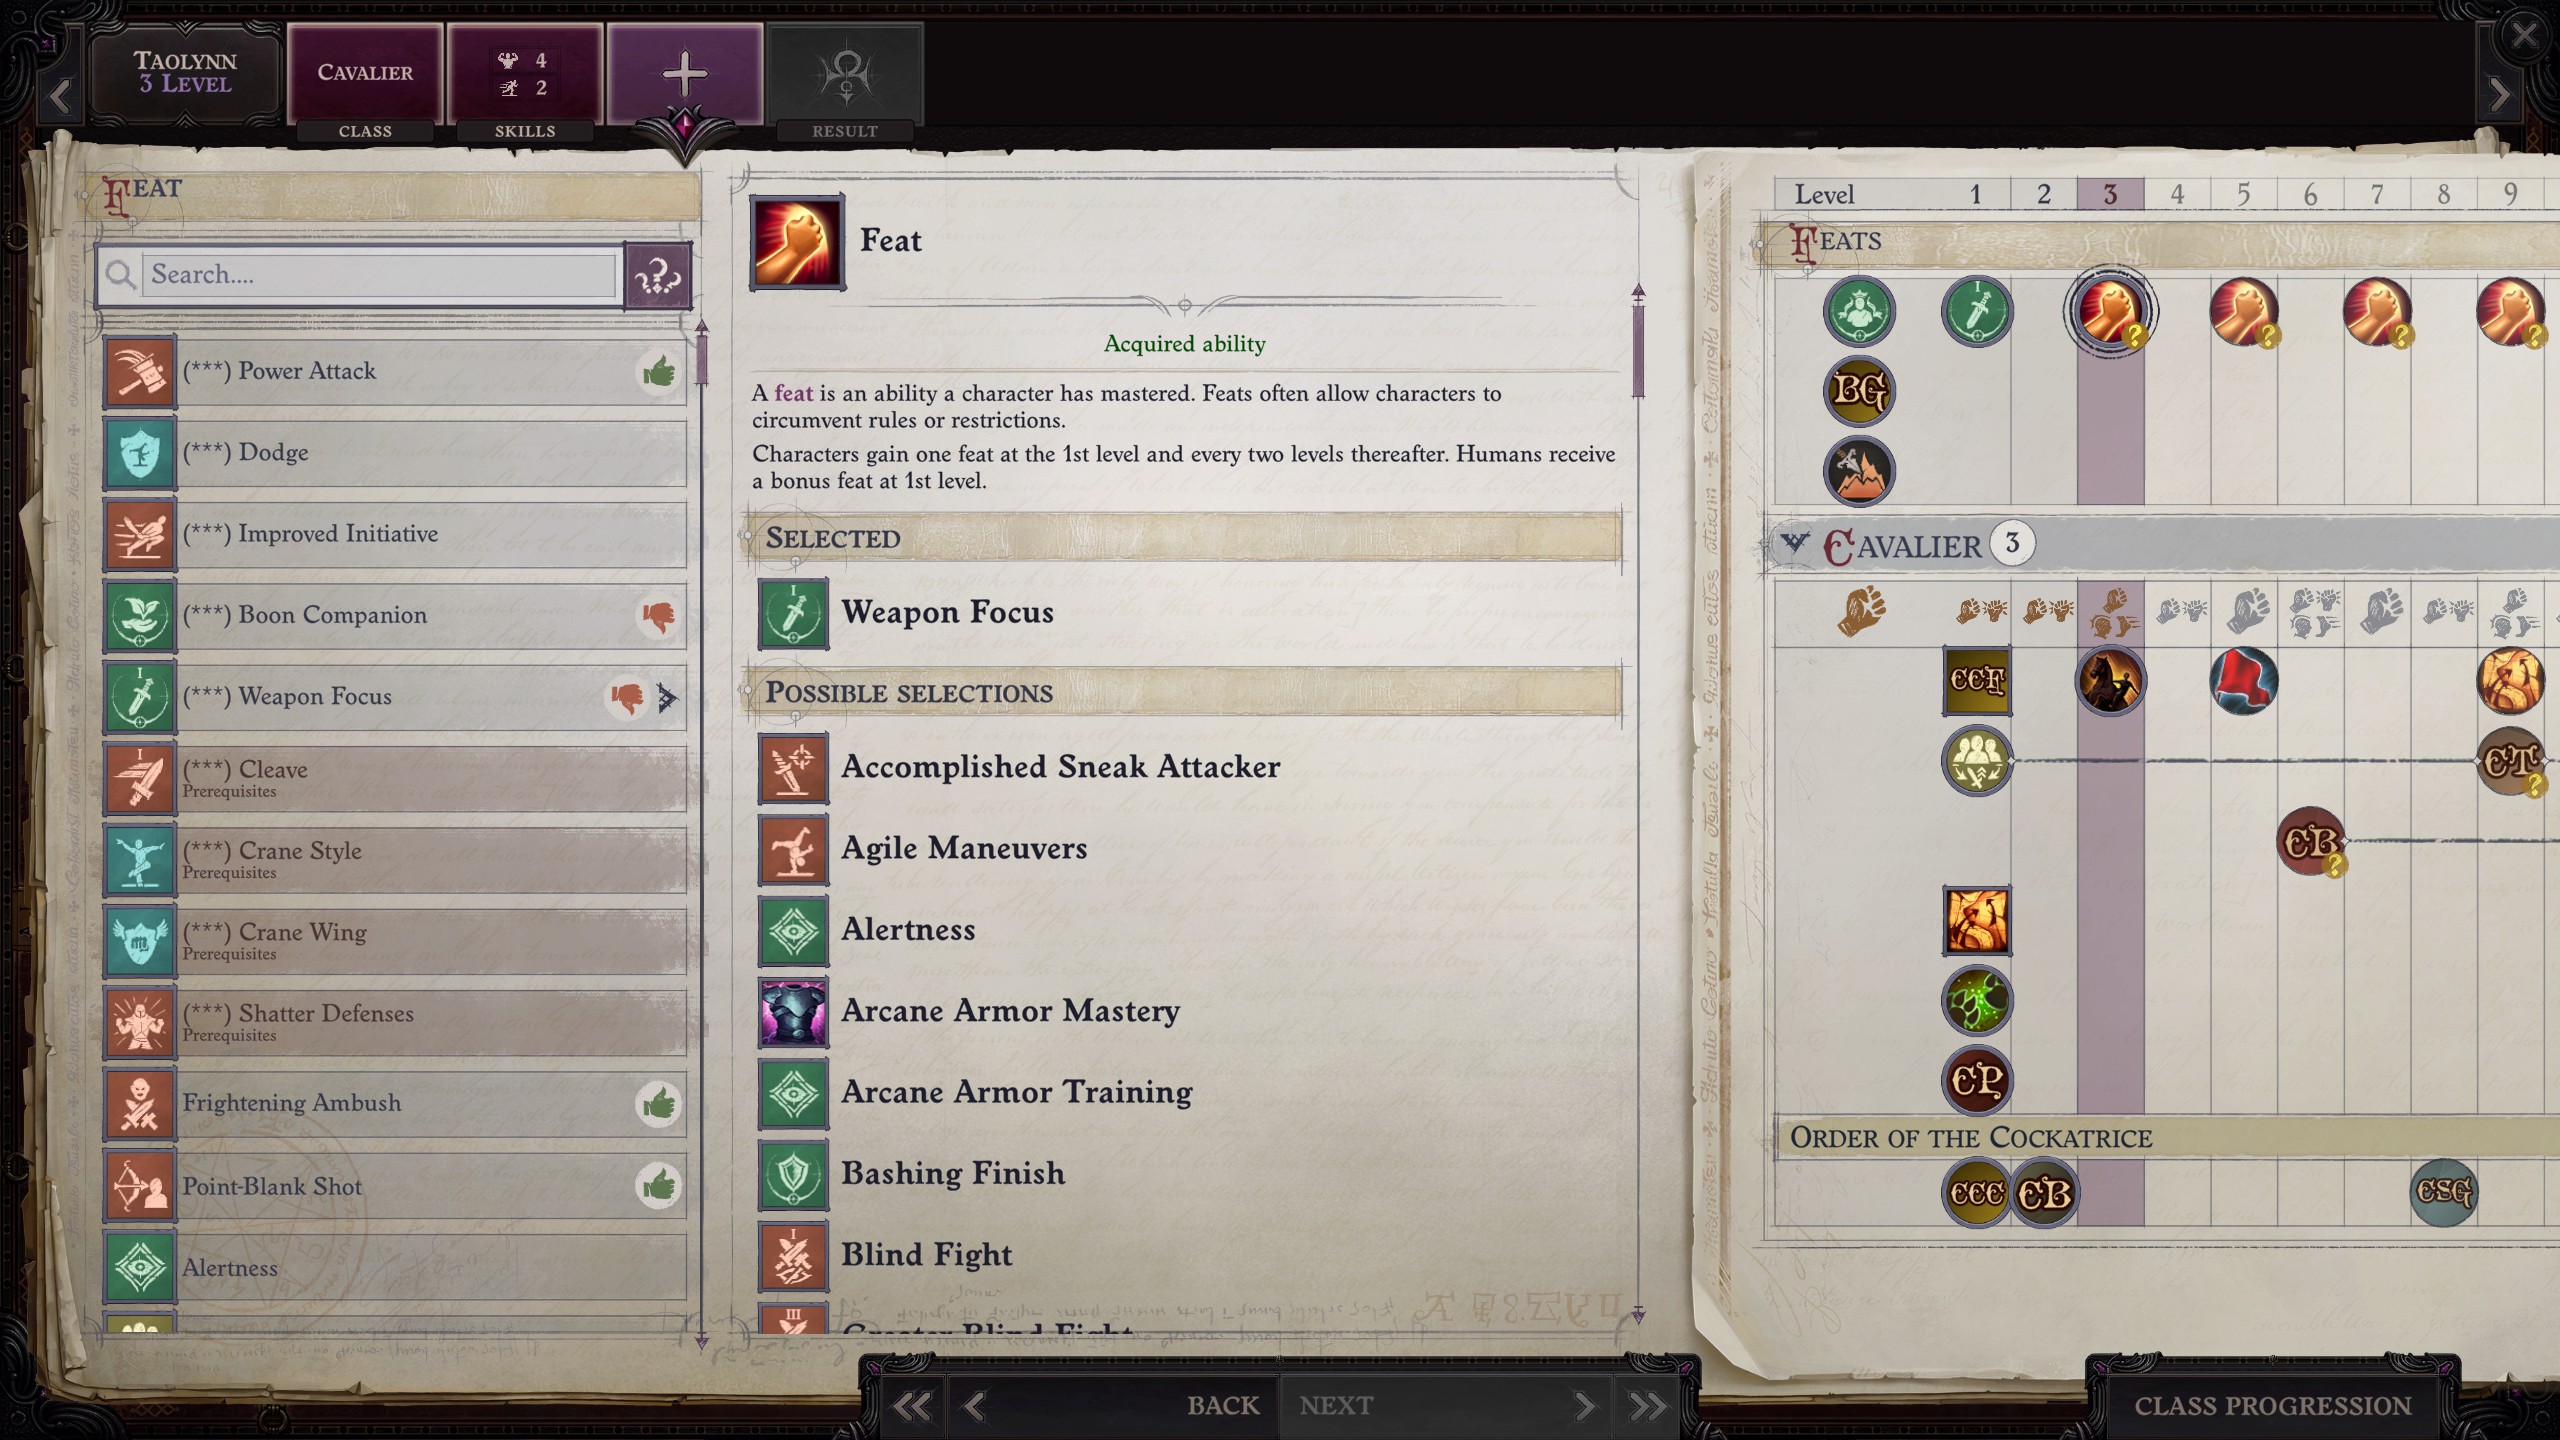 TAOLYNN
3 LEVEL
CAVALIER
CLASS
4
2
SKILLS
RESULT
FEAT
Search....
(***) Power Attack
(***) Dodge
(***) Improved Initiative
(***) Boon Companion
(***) Weapon Focus
(***) Cleave
Prerequisites
(***) Crane Style
Prerequisites
(***) Crane Wing
Prerequisites
(***) Shatter Defenses
Prerequisites
Frightening Ambush
Point-Blank Shot
Alertness
Feat
Acquired ability
A feat is an ability a character has mastered. Feats often allow characters to
circumvent rules or restrictions.
Characters gain one feat at the 1st level and every two levels thereafter. Humans receive
a bonus feat at 1st level.
SELECTED
Weapon Focus
POSSIBLE SELECTIONS
Accomplished Sneak Attacker
Agile Maneuvers
Alertness
Arcane Armor Mastery
Arcane Armor Training
Bashing Finish
Blind Fight
Greater Blind Fight
Level 1 2 3 4 5 6 7 8 9
FEATS
BG
CAVALIER 3
CCF
CT
CB
CP
ORDER OF THE COCKATRICE
CCC CB CSG
BACK
NEXT
CLASS PROGRESSION